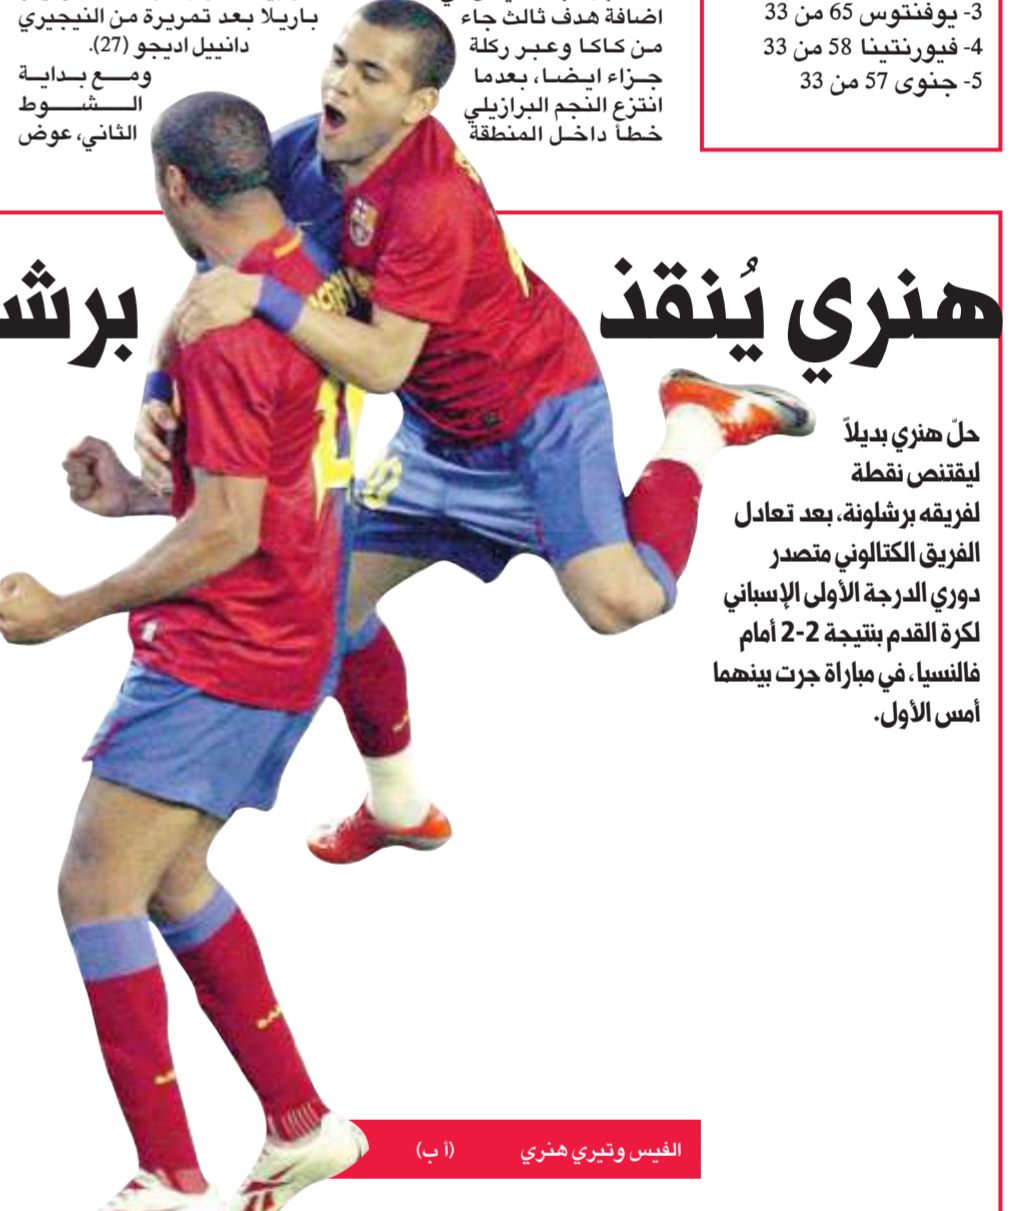 3- يوفنتوس 65 من 33
4- فيورنتينا 58 من 33
5- جنوى 57 من 33
اضافة هدف ثالث جاء
من كاكا وعبر ركلة
جزاء ايضا، بعدما
انتزع النجم البرازيلي
خطأ داخل المنطقة
باريلا بعد تمريرة من النيجيري
دانييل اديجو (27).
ومع بداية
الشوط
الثاني، عوض
هنري يُنقذ برش
حلّ هنري بديلاً
ليقتنص نقطة
لفريقه برشلونة، بعد تعادل
الفريق الكتالوني متصدر
دوري الدرجة الأولى الإسباني
لكرة القدم بنتيجة 2-2 أمام
فالنسيا، في مباراة جرت بينهما
أمس الأول.
الفيس وتيري هنري (أ ب)